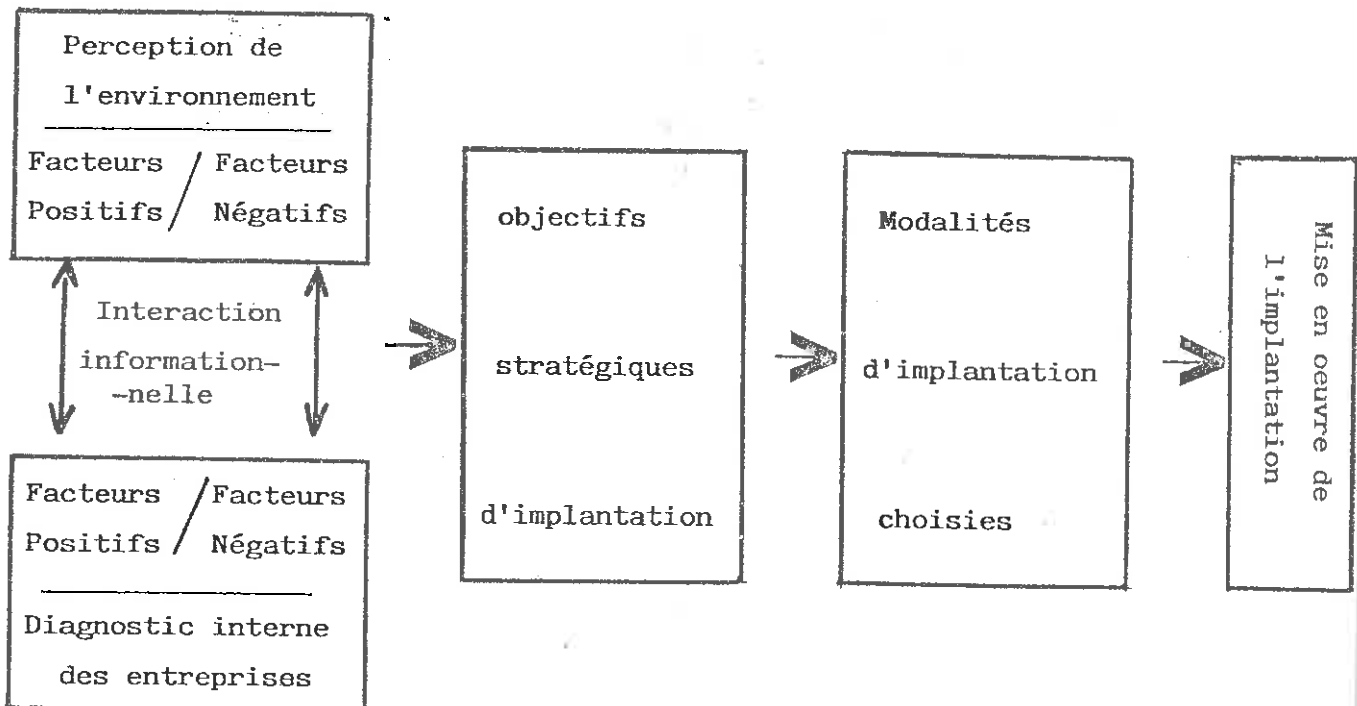 Perception de
l'environnement
Facteurs / Facteurs
Positifs / Négatifs
Interaction
information-
-nelle
Facteurs / Facteurs
Positifs / Négatifs
Diagnostic interne
des entreprises
objectifs
stratégiques
d'implantation
Modalités
d'implantation
choisies
Mise en oeuvre de
l'implantation